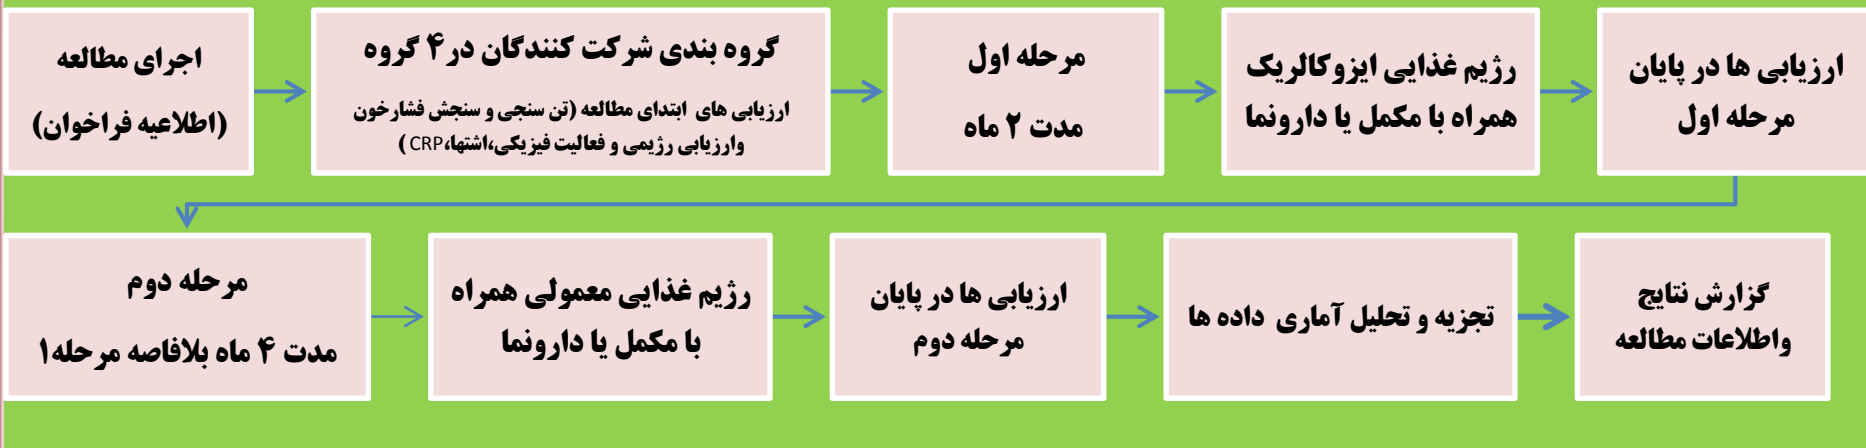 اجرای مطالعه
(اطلاعیه فراخوان)
گروه بندی شرکت کنندگان در ۴ گروه
ارزیابی های ابتدای مطالعه (تن سنجی و سنجش فشارخون
وارزیابی رژیمی و فعالیت فیزیکی،اشتها،CRP)
مرحله اول
مدت ۲ ماه
رژیم غذایی ایزوکالریک
همراه با مکمل یا دارونما
ارزیابی ها در پایان
مرحله اول
مرحله دوم
مدت ۴ ماه بلافاصه مرحله۱
رژیم غذایی معمولی همراه
با مکمل یا دارونما
ارزیابی ها در پایان
مرحله دوم
تجزیه و تحلیل آماری داده ها
گزارش نتایج
واطلاعات مطالعه